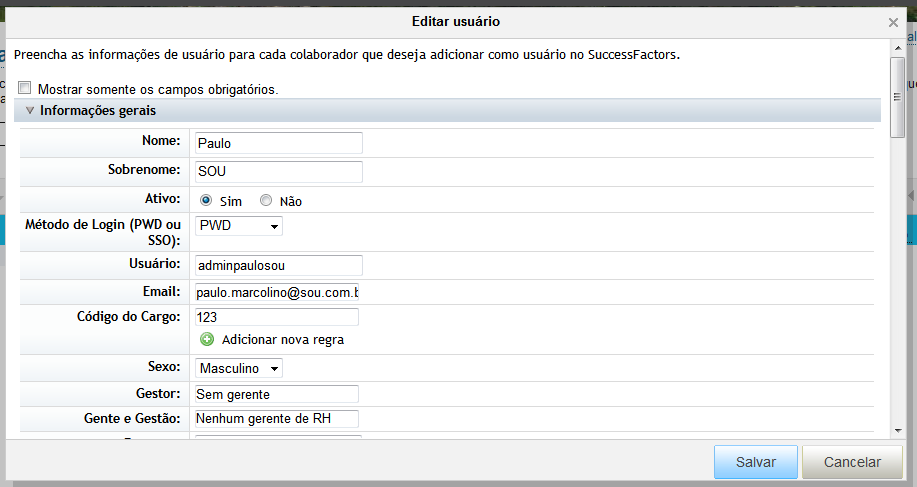 Editar usuário
Preencha as informações de usuário para cada colaborador que deseja adicionar como usuário no SuccessFactors.
Mostrar somente os campos obrigatórios.
Informações gerais
Nome: Paulo
Sobrenome: SOU
Ativo: Sim Não
Método de Login (PWD ou SSO): PWD
Usuário: adminpaulosou
Email: paulo.marcolino@sou.com.b
Código do Cargo: 123
Adicionar nova regra
Sexo: Masculino
Gestor: Sem gerente
Gente e Gestão: Nenhum gerente de RH
Salvar Cancelar